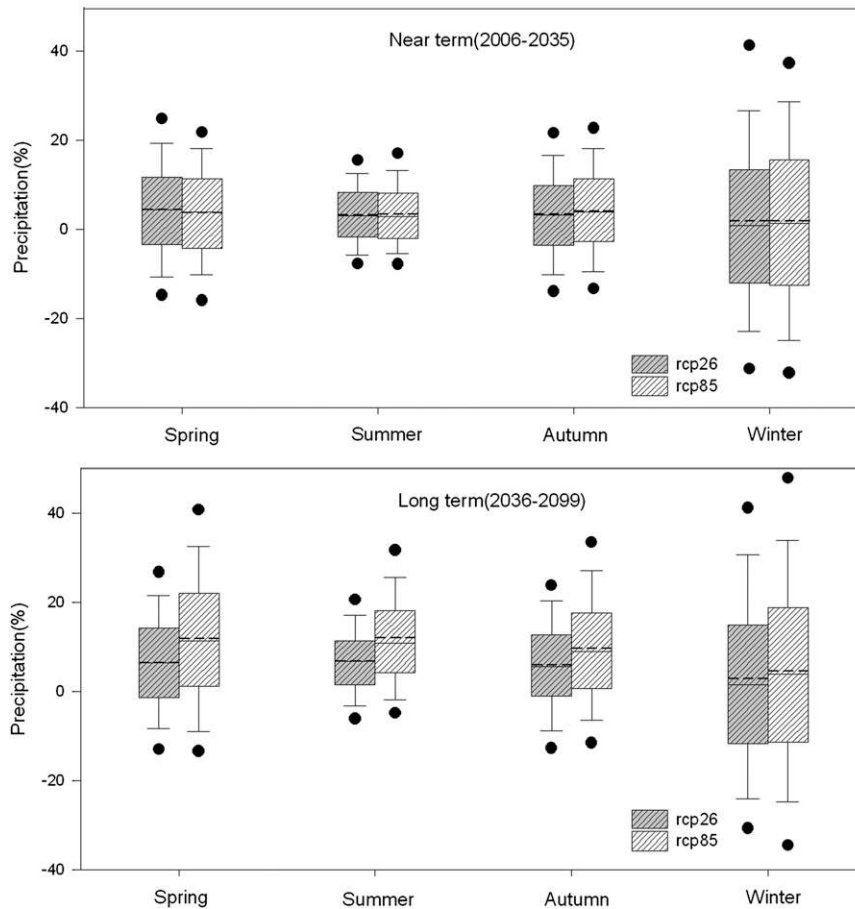 Near term(2006-2035)
Precipitation(%)
40
20
0
-20
-40
rcp26
rcp85
Spring Summer Autumn Winter
Long term(2036-2099)
Precipitation(%)
40
20
0
-20
-40
rcp26
rcp85
Spring Summer Autumn Winter